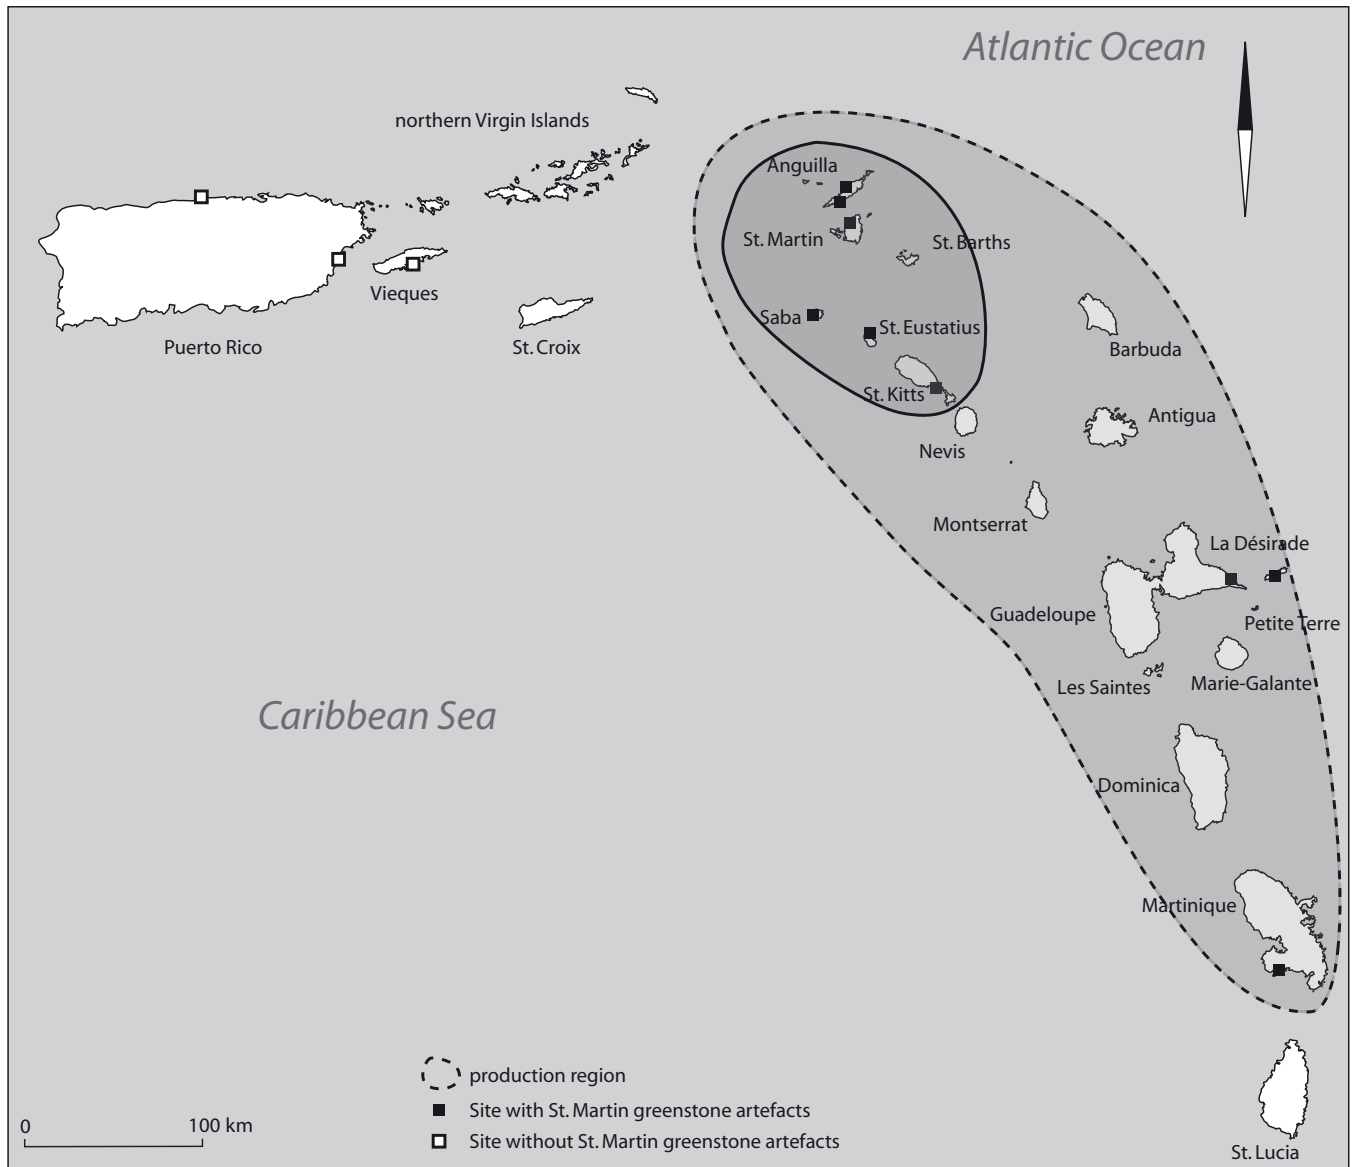 Atlantic Ocean
northern Virgin Islands
Anguilla
St. Martin
St. Barths
Vieques
Saba
St. Eustatius
Puerto Rico
St. Croix
Barbuda
St. Kitts
Antigua
Nevis
Montserrat
La Désirade
Guadeloupe
Petite Terre
Les Saintes
Marie-Galante
Caribbean Sea
Dominica
Martinique
production region
Site with St. Martin greenstone artefacts
Site without St. Martin greenstone artefacts
0
100 km
St. Lucia